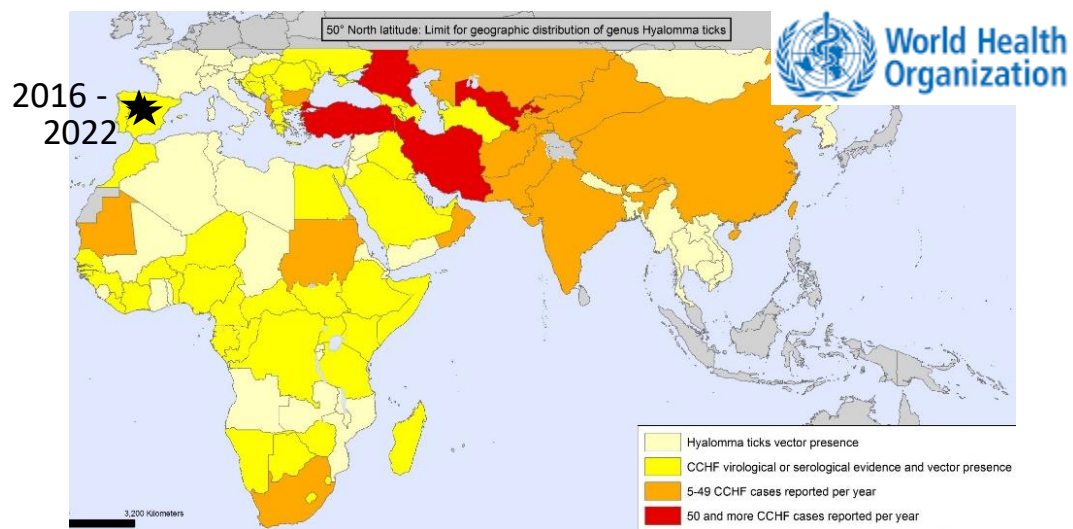 50° North latitude: Limit for geographic distribution of genus Hyalomma ticks
World Health
Organization
2016 -
2022
Hyalomma ticks vector presence
CCHF virological or serological evidence and vector presence
5-49 CCHF cases reported per year
50 and more CCHF cases reported per year
3,200 Kilometers